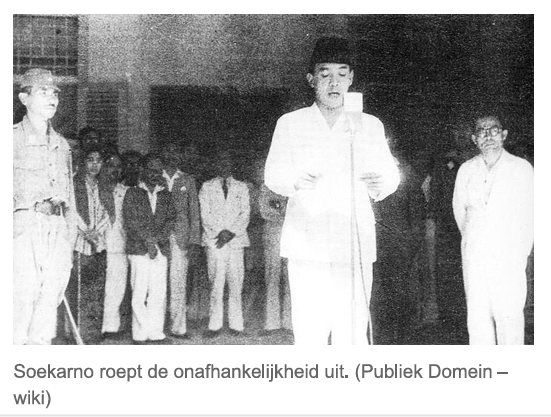 Soekarno roept de onafhankelijkheid uit. (Publiek Domein –
wiki)